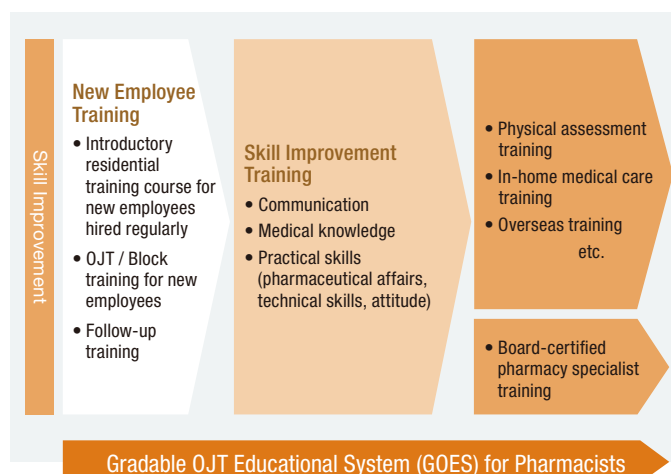 Skill Improvement
New Employee
Training
• Introductory
residential
training course for
new employees
hired regularly
• OJT / Block
training for new
employees
• Follow-up
training
Skill Improvement
Training
• Communication
• Medical knowledge
• Practical skills
(pharmaceutical affairs,
technical skills, attitude)
• Physical assessment
training
• In-home medical care
training
• Overseas training
etc.
• Board-certified
pharmacy specialist
training
Gradable OJT Educational System (GOES) for Pharmacists